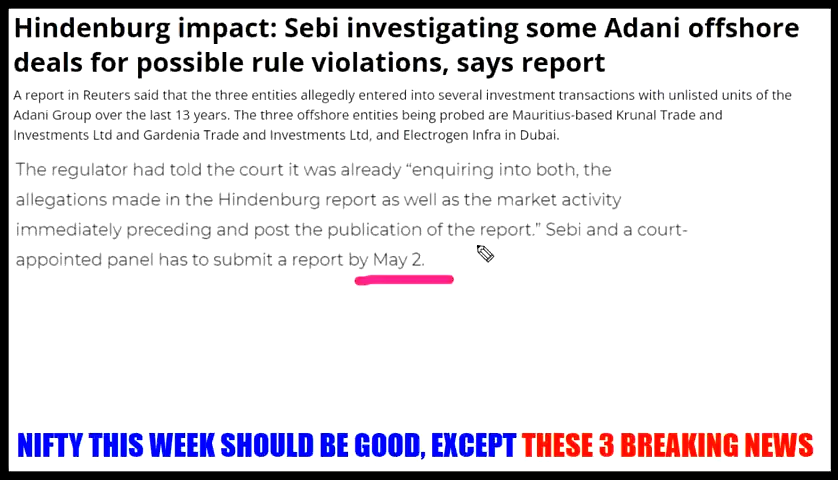 Hindenburg impact: Sebi investigating some Adani offshore
deals for possible rule violations, says report
A report in Reuters said that the three entities allegedly entered into several investment transactions with unlisted units of the
Adani Group over the last 13 years. The three offshore entities being probed are Mauritius-based Krunal Trade and
Investments Ltd and Gardenia Trade and Investments Ltd, and Electrogen Infra in Dubai.
The regulator had told the court it was already “enquiring into both, the
allegations made in the Hindenburg report as well as the market activity
immediately preceding and post the publication of the report.” Sebi and a court-
appointed panel has to submit a report by May 2.
NIFTY THIS WEEK SHOULD BE GOOD, EXCEPT THESE 3 BREAKING NEWS